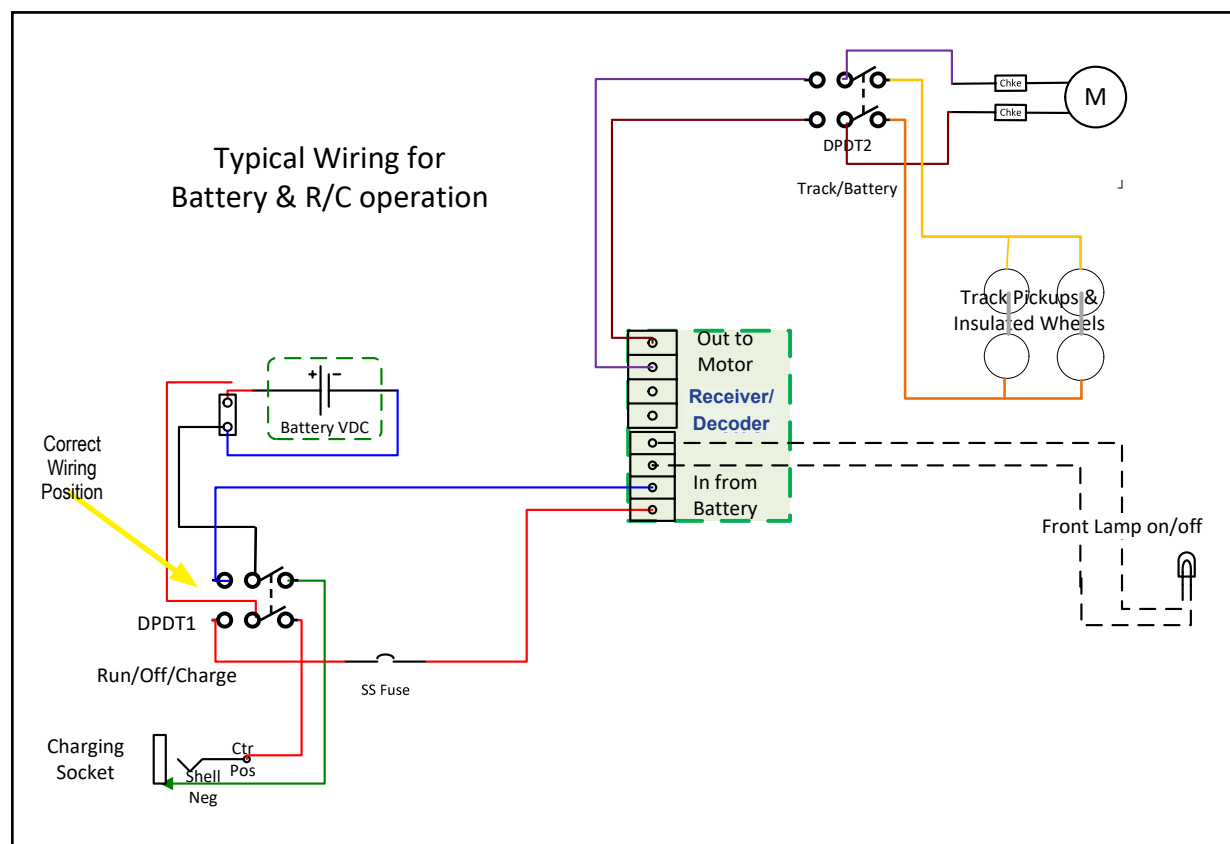 Typical Wiring for
Battery & R/C operation
Chke
Chke
M
DPDT2
Track/Battery
Track Pickups &
Insulated Wheels
Out to
Motor
Receiver/
Decoder
In from
Battery
+ −
Battery VDC
Correct
Wiring
Position
Front Lamp on/off
DPDT1
Run/Off/Charge
SS Fuse
Charging
Socket
Ctr
Pos
Shell
Neg